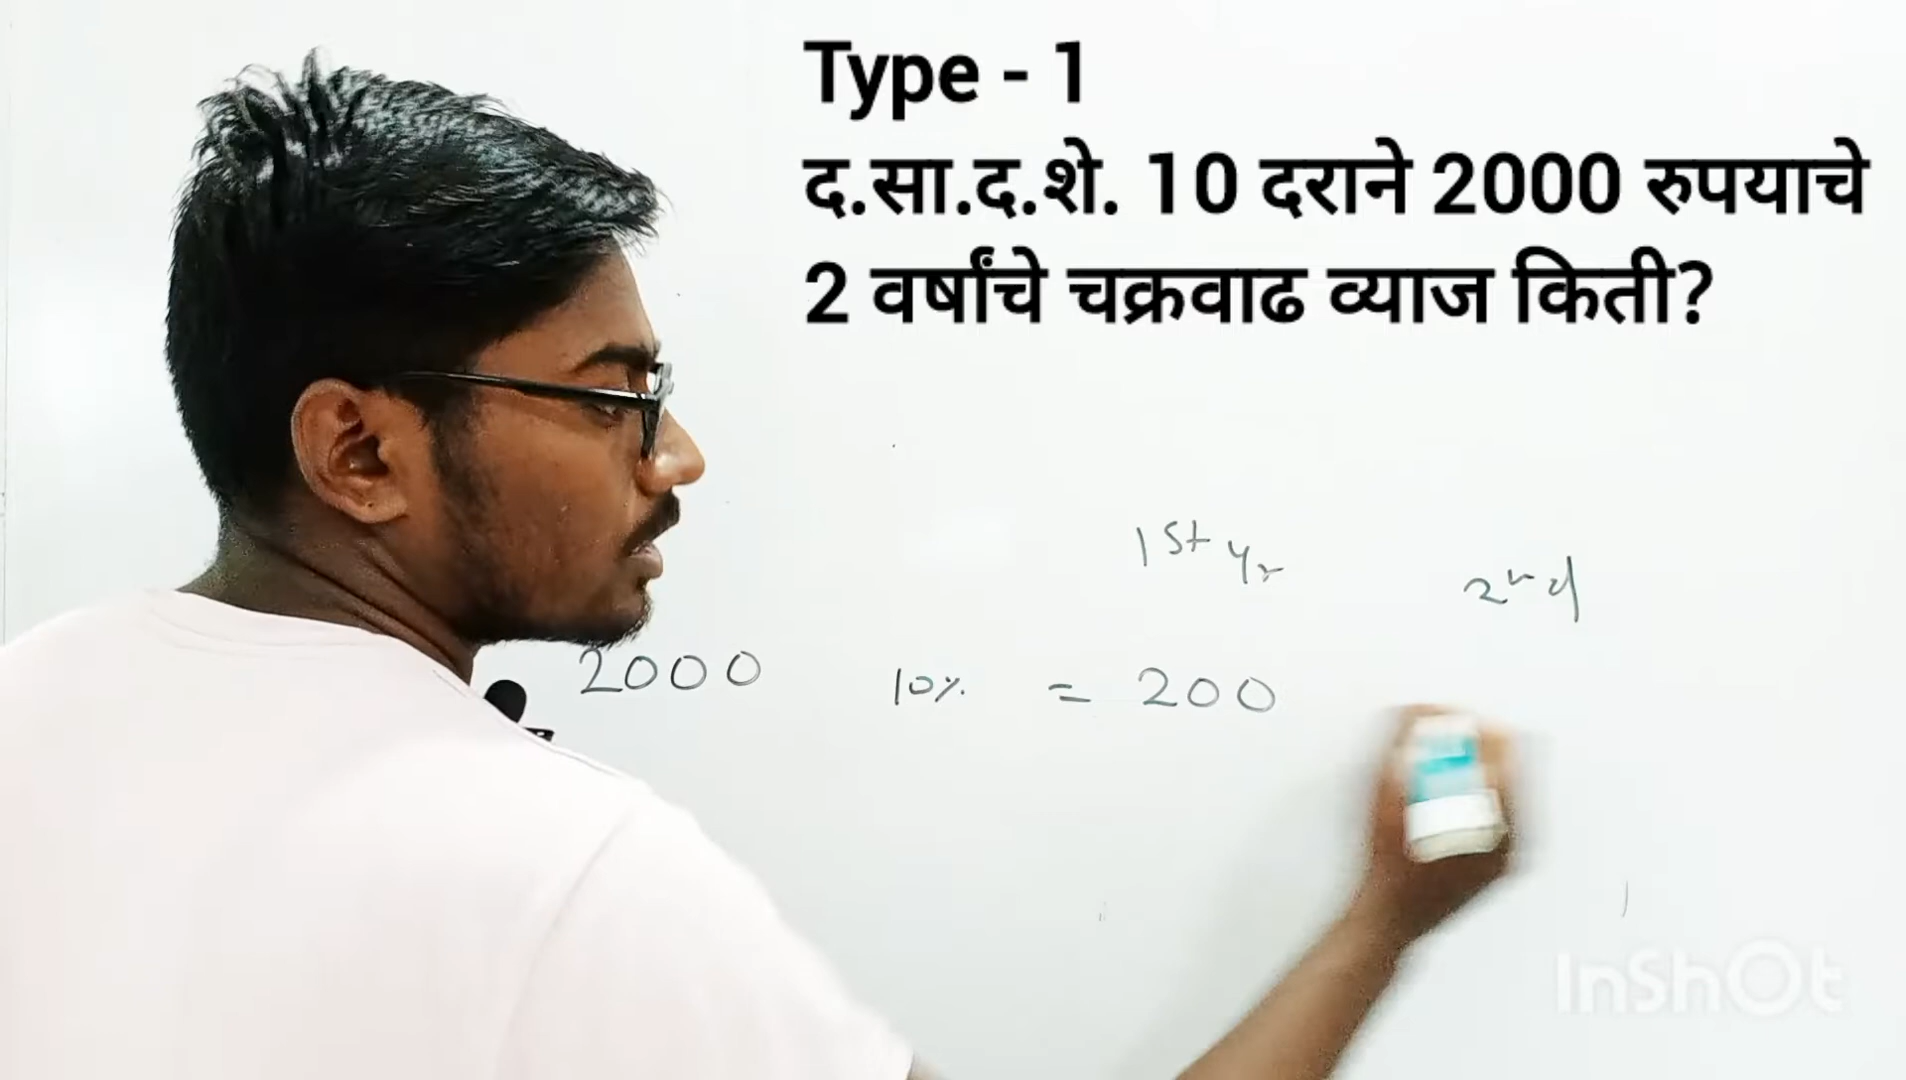 Type - 1
द.सा.द.शे. 10 दराने 2000 रुपयाचे
2 वर्षांचे चक्रवाढ व्याज किती?
1st yr
2nd
2000 10% = 200
InShOt